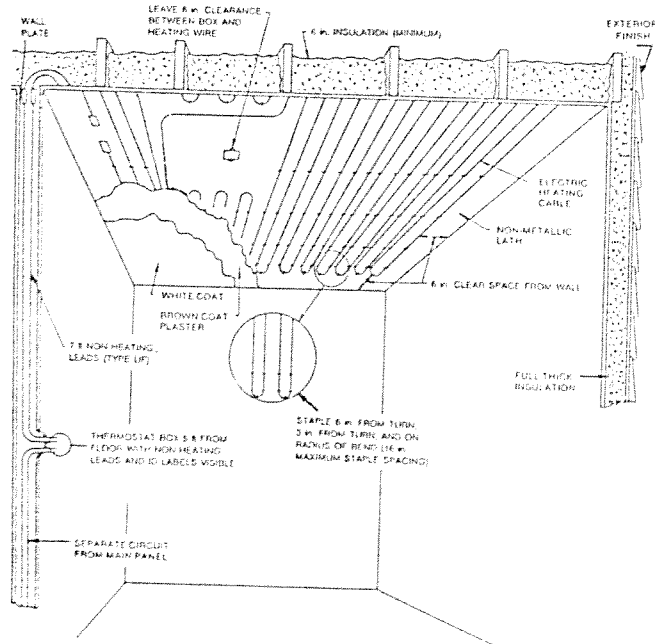 WALL
PLATE
LEAVE 8 in. CLEARANCE
BETWEEN BOX AND
HEATING WIRE
6 in. INSULATION (MINIMUM)
EXTERIOR
FINISH
ELECTRIC
HEATING
CABLE
NON-METALLIC
LATH
6 in. CLEAR SPACE FROM WALL
WHITE COAT
BROWN COAT
PLASTER
NON HEATING
LEADS (TYPE UF)
FULL THICK
INSULATION
STAPLE 6 in. FROM TURN,
3 in. FROM TURN, AND ON
RADIUS OF BEND
MAXIMUM STAPLE SPACING)
THERMOSTAT BOX 5 ft FROM
FLOOR WITH NON HEATING
LEADS AND ID LABELS VISIBLE
SEPARATE CIRCUIT
FROM MAIN PANEL